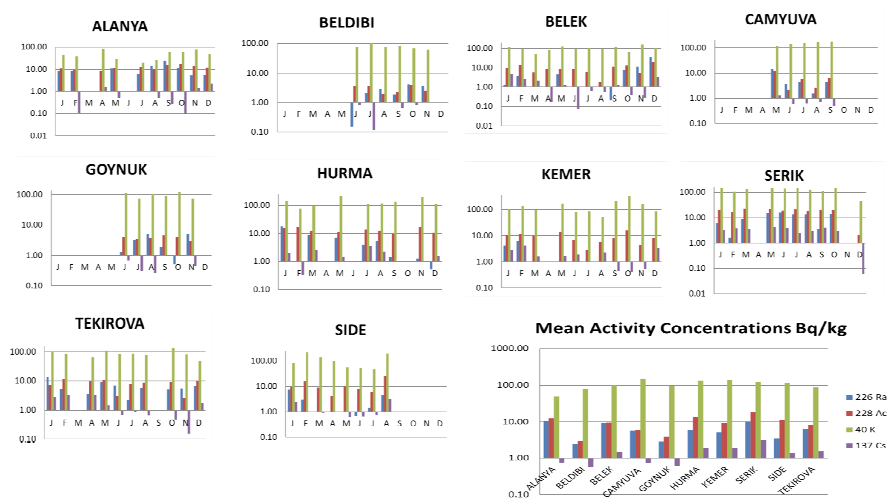 ALANYA
100.00
10.00
1.00
0.10
0.01
J F M A M J J A S O N D
BELDIBI
100.00
10.00
1.00
0.10
J F M A M J J A S O N D
BELEK
100.00
10.00
1.00
0.10
0.01
J F M A M J J A S O N D
CAMYUVA
100.00
10.00
1.00
0.10
J F M A M J J A S O N D
GOYNUK
100.00
10.00
1.00
0.10
J F M A M J J A S O N D
HURMA
100.00
10.00
1.00
0.10
J F M A M J J A S O N D
KEMER
100.00
10.00
1.00
0.10
J F M A M J J A S O N D
SERIK
100.00
10.00
1.00
0.10
0.01
J F M A M J J A S O N D
TEKIROVA
100.00
10.00
1.00
0.10
J F M A M J J A S O N D
SIDE
100.00
10.00
1.00
0.10
J F M A M J J A S O N D
Mean Activity Concentrations Bq/kg
1000.00
100.00
10.00
1.00
0.10
ALANYA BELDIBI BELEK CAMYUVA GOYNUK HURMA KEMER SERIK SIDE TEKIROVA
226 Ra
228 Ac
40 K
137 Cs